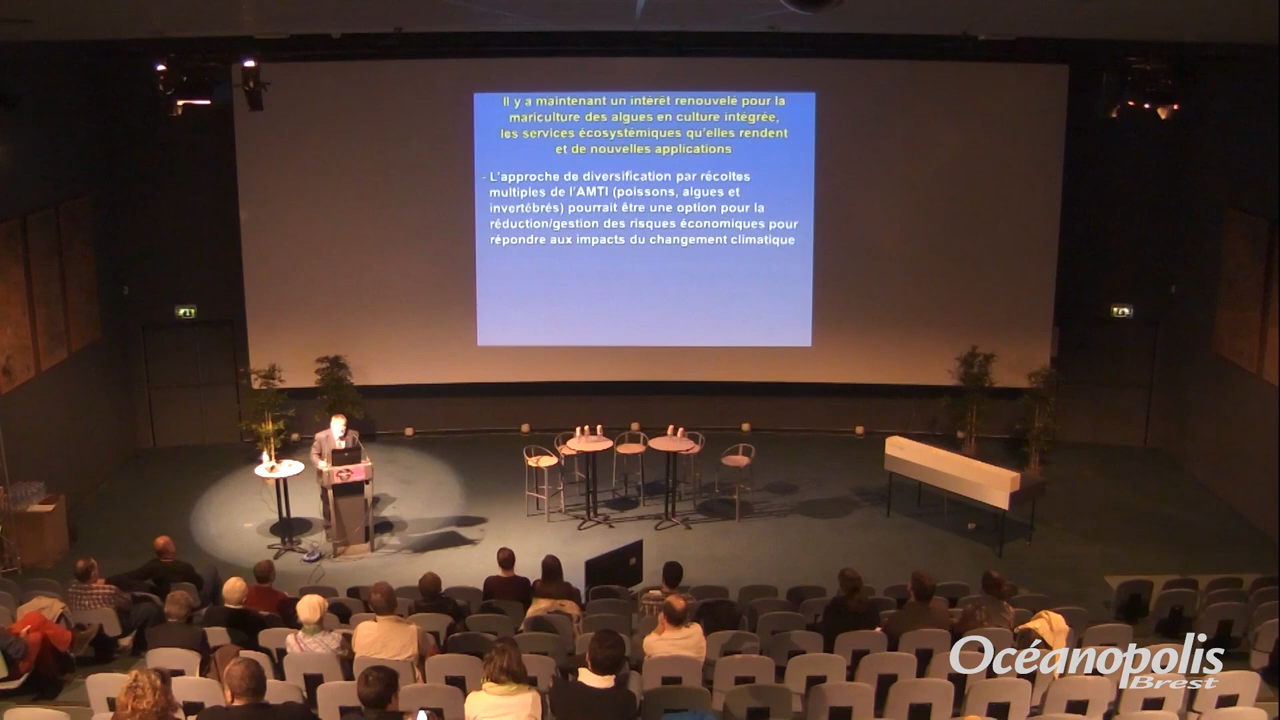 Il y a maintenant un intérêt renouvelé pour la
mariculture des algues en culture intégrée,
les services écosystémiques qu'elles rendent
et de nouvelles applications
- L'approche de diversification par récoltes
multiples de l'AMTI (poissons, algues et
invertébrés) pourrait être une option pour la
réduction/gestion des risques économiques pour
répondre aux impacts du changement climatique
Océanopolis
Brest